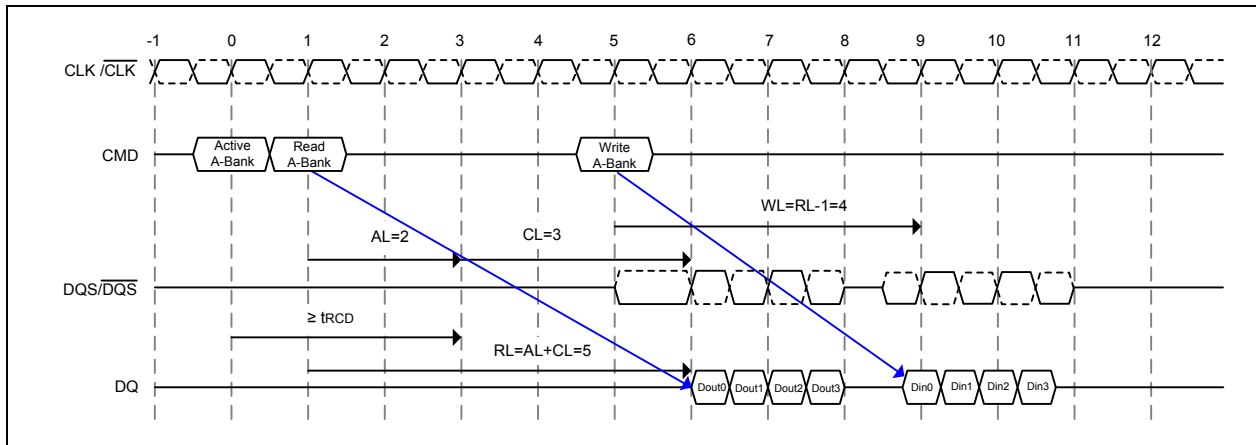 -1 0 1 2 3 4 5 6 7 8 9 10 11 12
CLK /CLK
Active
A-Bank
Read
A-Bank
Write
A-Bank
CMD
WL=RL-1=4
AL=2
CL=3
DQS/DQS
≥ tRCD
RL=AL+CL=5
DQ
Dout0 Dout1 Dout2 Dout3 Din0 Din1 Din2 Din3